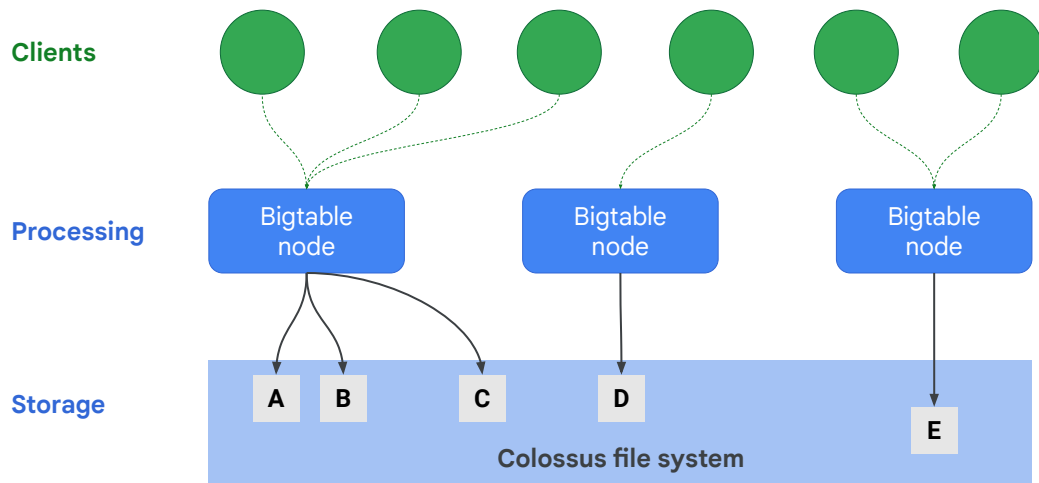 Clients
Processing
Bigtable
node
Bigtable
node
Bigtable
node
Storage
A
B
C
D
E
Colossus file system